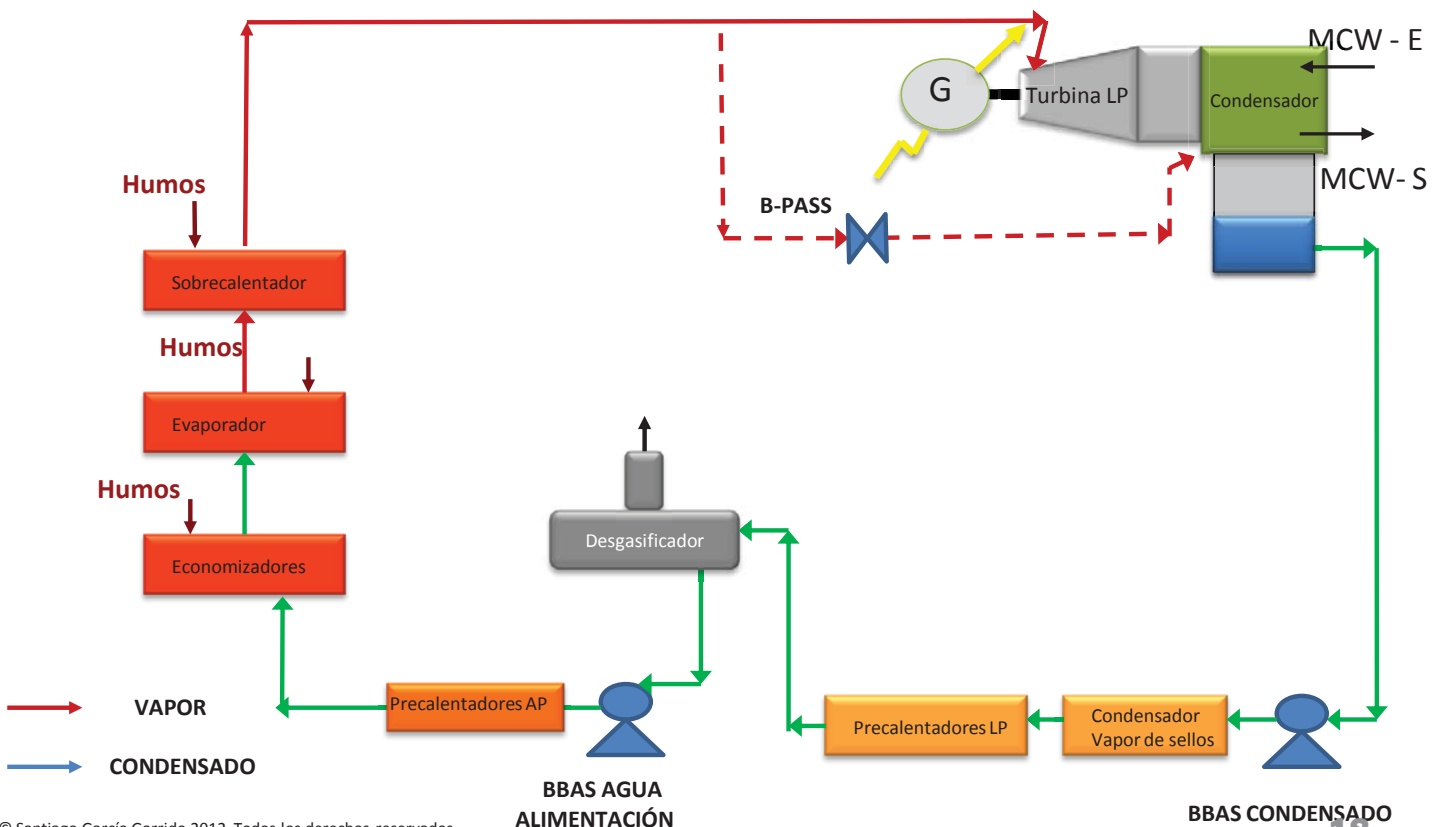 MCW - E
G
Turbina LP
Condensador
Humos
MCW- S
B-PASS
Sobrecalentador
Humos
Evaporador
Humos
Desgasificador
Economizadores
Precalentadores AP
VAPOR
Precalentadores LP
Condensador
Vapor de sellos
CONDENSADO
BBAS AGUA
ALIMENTACIÓN
BBAS CONDENSADO